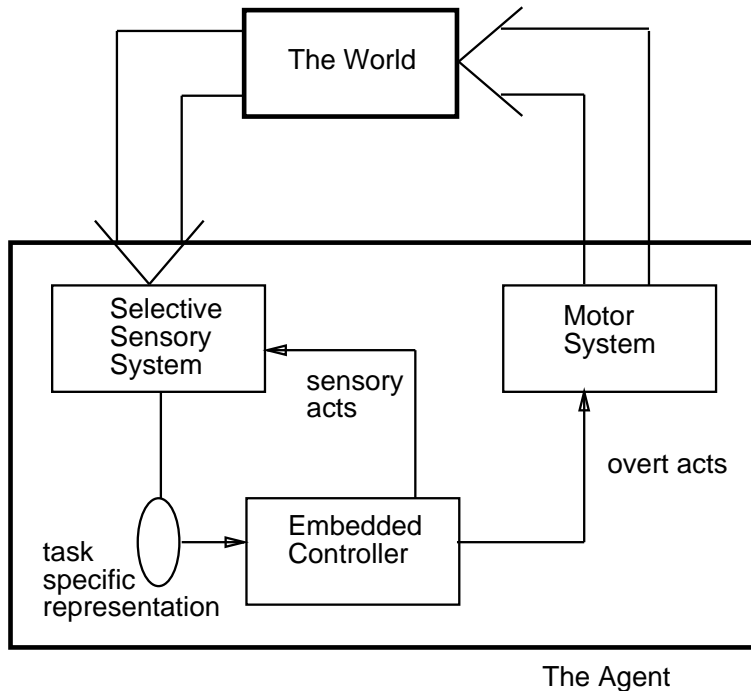 The World
Selective
Sensory
System
Motor
System
sensory
acts
overt acts
Embedded
Controller
task
specific
representation
The Agent